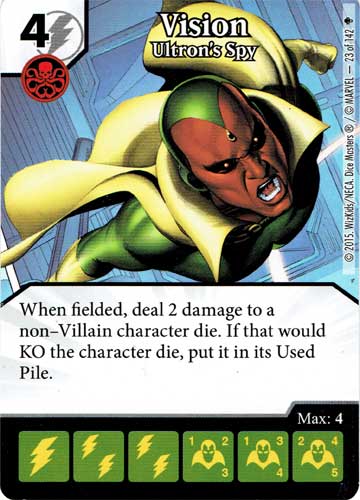 4
Vision
Ultron's Spy
© 2015. WizKids/NECA. Dice Masters ® / © MARVEL — 23 of 142
When fielded, deal 2 damage to a
non–Villain character die. If that would
KO the character die, put it in its Used
Pile.
Max: 4
1 2 3
1 3 4
2 4 5